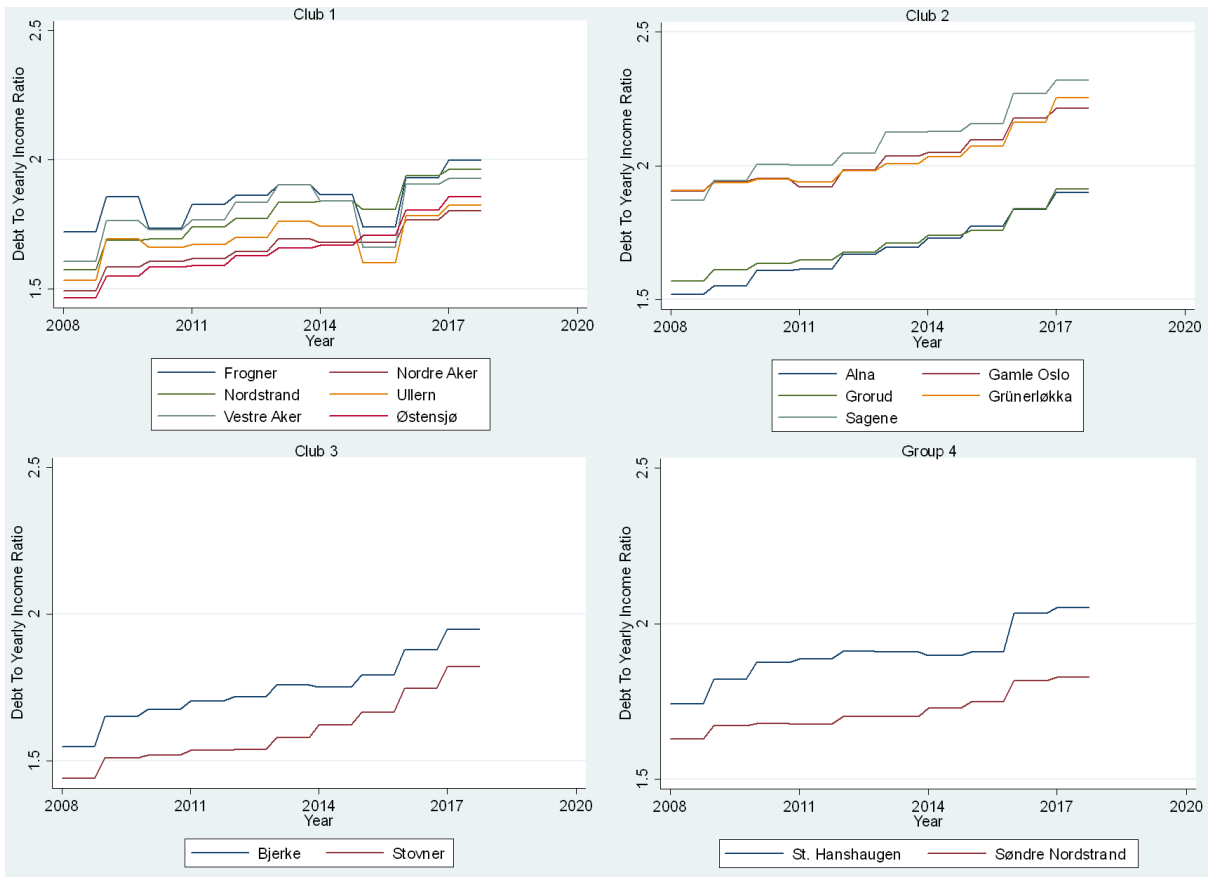 Club 1
Debt To Yearly Income Ratio
2.5
2
1.5
2008 2011 2014 2017 2020
Year
Frogner Nordre Aker
Nordstrand Ullern
Vestre Aker Østensjø
Club 2
Debt To Yearly Income Ratio
2.5
2
1.5
2008 2011 2014 2017 2020
Year
Alna Gamle Oslo
Grorud Grünerløkka
Sagene
Club 3
Debt To Yearly Income Ratio
2.5
2
1.5
2008 2011 2014 2017 2020
Year
Bjerke Stovner
Group 4
Debt To Yearly Income Ratio
2.5
2
1.5
2008 2011 2014 2017 2020
Year
St. Hanshaugen Søndre Nordstrand